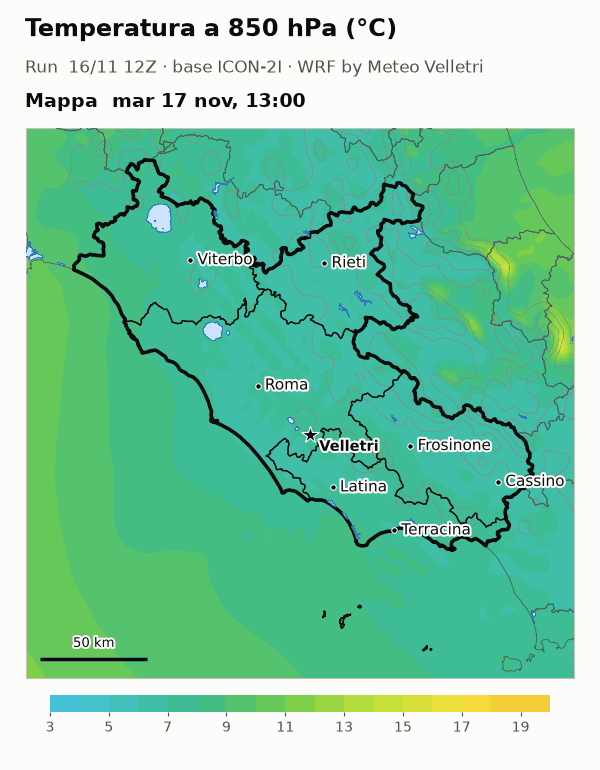 Temperatura a 850 hPa (°C)
Run  16/11 12Z · base ICON-2I · WRF by Meteo Velletri
Mappa  mar 17 nov, 13:00
Viterbo
Rieti
Roma
Velletri
Frosinone
Latina
Cassino
Terracina
50 km
3 5 7 9 11 13 15 17 19